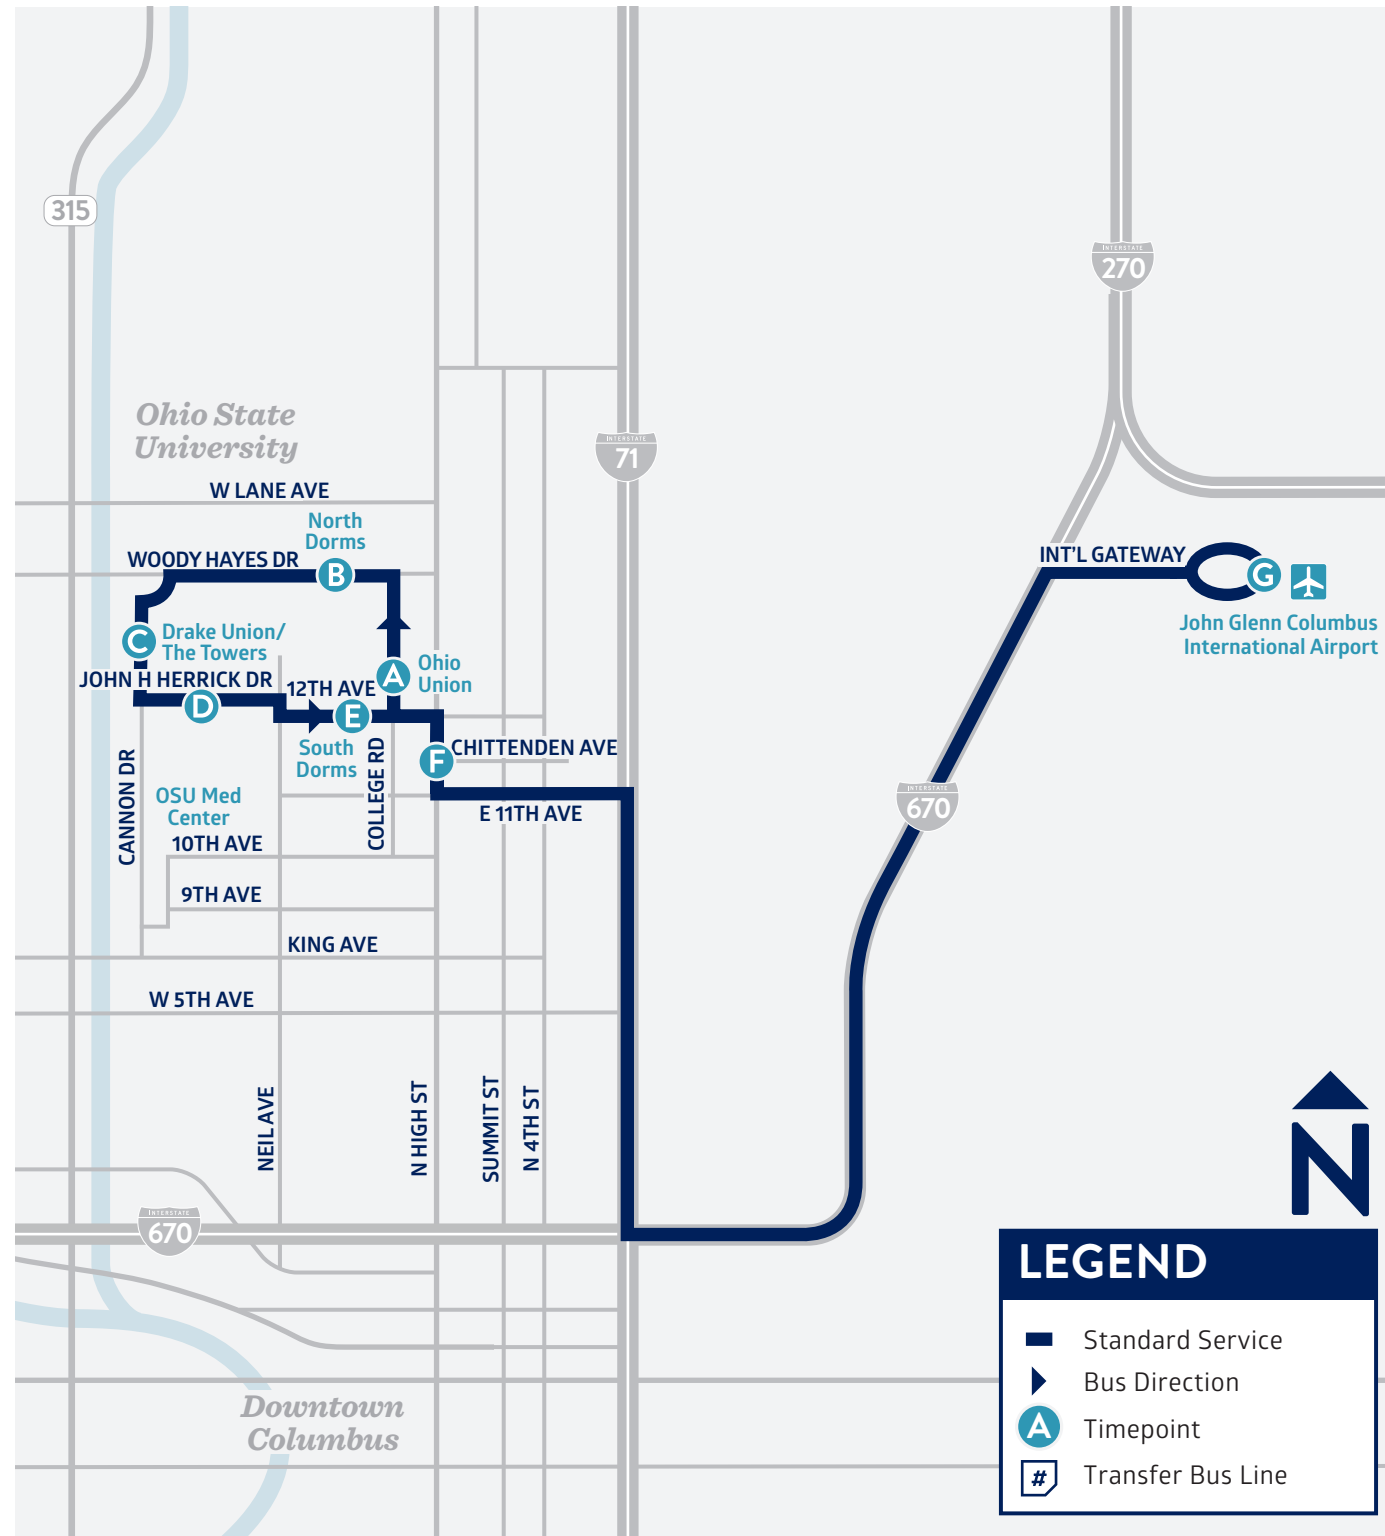 315
INTERSTATE
270
Ohio State
University
INTERSTATE
71
W LANE AVE
North
Dorms
WOODY HAYES DR
B
INT'L GATEWAY
G
John Glenn Columbus
International Airport
C
Drake Union/
The Towers
A
Ohio
Union
JOHN H HERRICK DR
12TH AVE
D
E
South
Dorms
F
CHITTENDEN AVE
CANNON DR
COLLEGE RD
OSU Med
Center
E 11TH AVE
INTERSTATE
670
10TH AVE
9TH AVE
KING AVE
W 5TH AVE
NEIL AVE
N HIGH ST
SUMMIT ST
N 4TH ST
INTERSTATE
670
N
Downtown
Columbus
LEGEND
Standard Service
Bus Direction
A Timepoint
# Transfer Bus Line